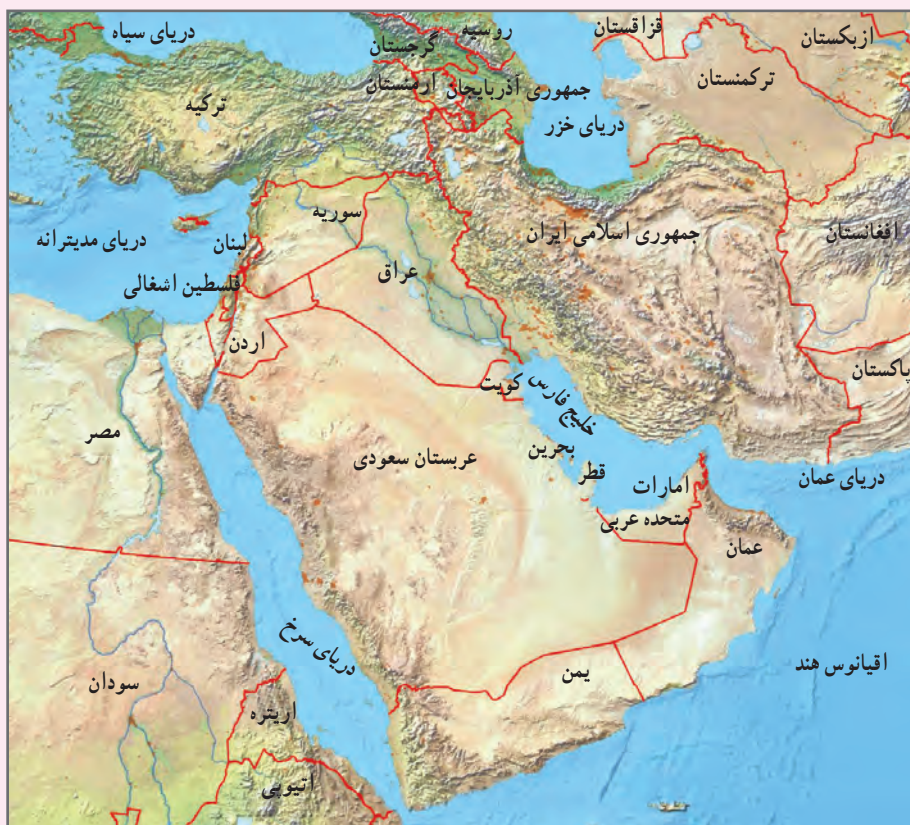 دریای سیاه
روسیه
قزاقستان
ازبکستان
گرجستان
ترکیه
ارمنستان
جمهوری آذربایجان
ترکمنستان
دریای خزر
سوریه
لبنان
دریای مدیترانه
جمهوری اسلامی ایران
افغانستان
عراق
فلسطین اشغالی
اردن
پاکستان
کویت
خلیج فارس
مصر
بحرین
عربستان سعودی
قطر
دریای عمان
امارات
متحده عربی
عمان
دریای سرخ
اقیانوس هند
یمن
سودان
اریتره
اتیوپی